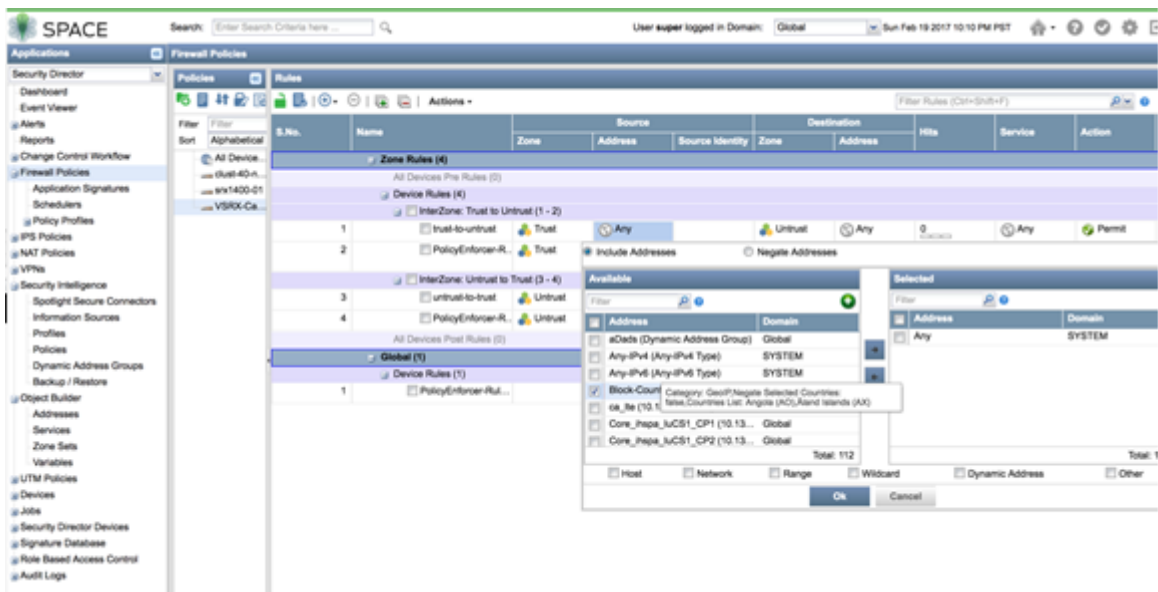 SPACE
Search: Enter Search Criteria here ...
User super logged in Domain: Global
Sun Feb 19 2017 10:10 PM PST
Applications
Firewall Policies
Security Director
Dashboard
Event Viewer
Alerts
Reports
Change Control Workflow
Firewall Policies
Application Signatures
Schedulers
Policy Profiles
IPS Policies
NAT Policies
VPNs
Security Intelligence
Spotlight Secure Connectors
Information Sources
Profiles
Policies
Dynamic Address Groups
Backup / Restore
Object Builder
Addresses
Services
Zone Sets
Variables
UTM Policies
Devices
Jobs
Security Director Devices
Signature Database
Role Based Access Control
Audit Logs
Policies
Filter Filter
Sort Alphabetical
All Device...
clust-40-n...
srx1400-01
VSRX-Ca...
Rules
Actions
Filter Rules (Ctrl+Shift+F)
S.No. Name Source Destination Hits Service Action
Zone Address Source Identity Zone Address
Zone Rules (4)
All Devices Pre Rules (0)
Device Rules (4)
InterZone: Trust to Untrust (1 - 2)
1 trust-to-untrust Trust Any Untrust Any 0 Any Permit
2 PolicyEnforcer-R... Trust
InterZone: Untrust to Trust (3 - 4)
3 untrust-to-trust Untrust
4 PolicyEnforcer-R... Untrust
All Devices Post Rules (0)
Global (1)
Device Rules (1)
1 PolicyEnforcer-Rul...
Include Addresses Negate Addresses
Available
Filter
Address Domain
aDads (Dynamic Address Group) Global
Any-IPv4 (Any-IPv4 Type) SYSTEM
Any-IPv6 (Any-IPv6 Type) SYSTEM
Block-Coun
Category: GeoIP,Negate Selected Countries:
false,Countries List: Angola (AO),Aland Islands (AX)
Core_ihspa_IuCS1_CP1 (10.13... Global
Core_ihspa_IuCS1_CP2 (10.13... Global
Total: 112
Selected
Filter
Address Domain
Any SYSTEM
Total: 1
Host Network Range Wildcard Dynamic Address Other
Ok Cancel